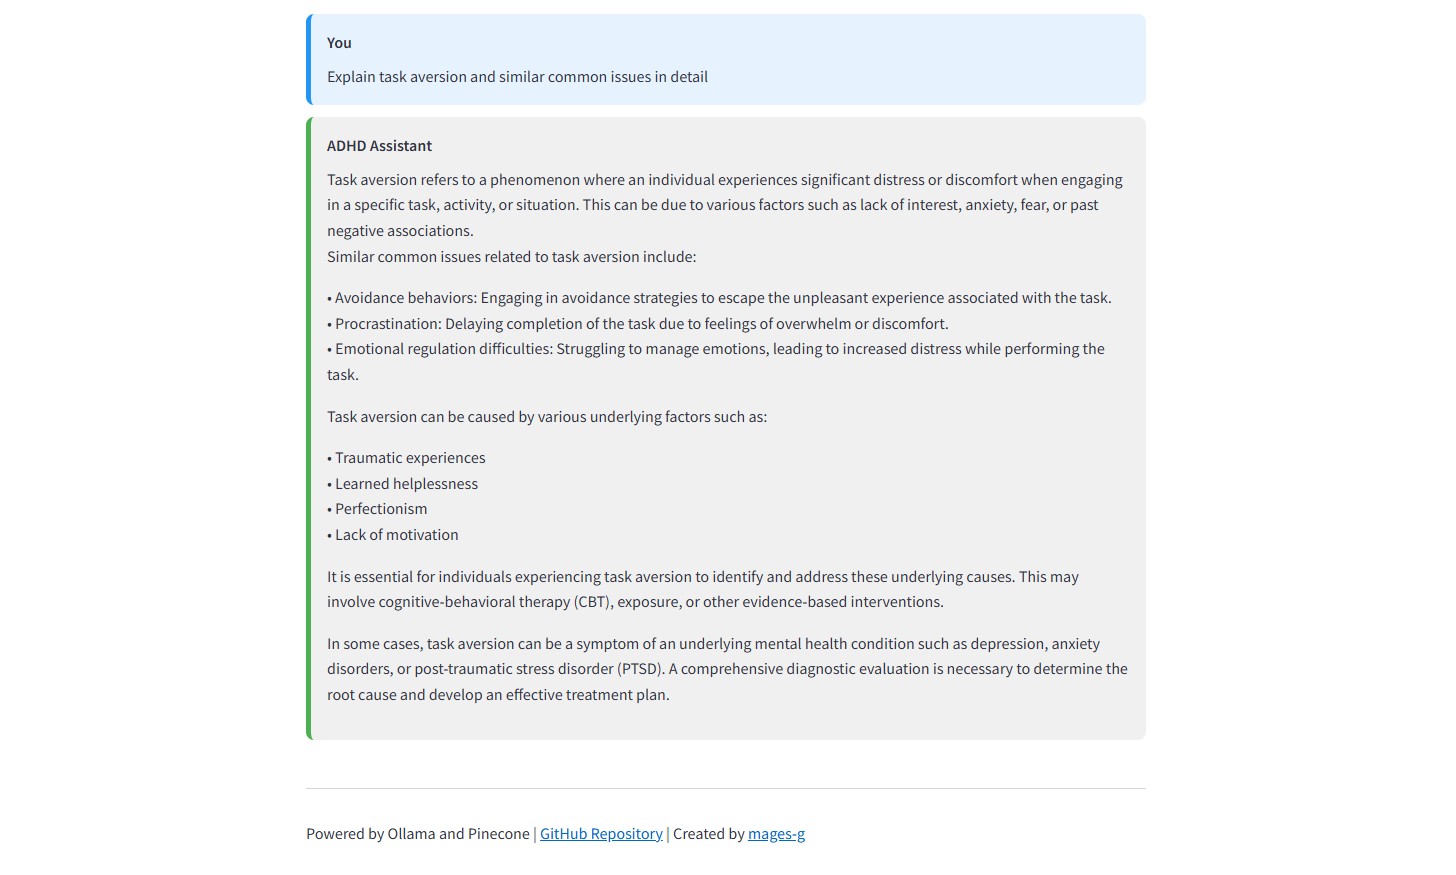 You
Explain task aversion and similar common issues in detail
ADHD Assistant
Task aversion refers to a phenomenon where an individual experiences significant distress or discomfort when engaging
in a specific task, activity, or situation. This can be due to various factors such as lack of interest, anxiety, fear, or past
negative associations.
Similar common issues related to task aversion include:
• Avoidance behaviors: Engaging in avoidance strategies to escape the unpleasant experience associated with the task.
• Procrastination: Delaying completion of the task due to feelings of overwhelm or discomfort.
• Emotional regulation difficulties: Struggling to manage emotions, leading to increased distress while performing the
task.
Task aversion can be caused by various underlying factors such as:
• Traumatic experiences
• Learned helplessness
• Perfectionism
• Lack of motivation
It is essential for individuals experiencing task aversion to identify and address these underlying causes. This may
involve cognitive-behavioral therapy (CBT), exposure, or other evidence-based interventions.
In some cases, task aversion can be a symptom of an underlying mental health condition such as depression, anxiety
disorders, or post-traumatic stress disorder (PTSD). A comprehensive diagnostic evaluation is necessary to determine the
root cause and develop an effective treatment plan.
Powered by Ollama and Pinecone | GitHub Repository | Created by mages-g